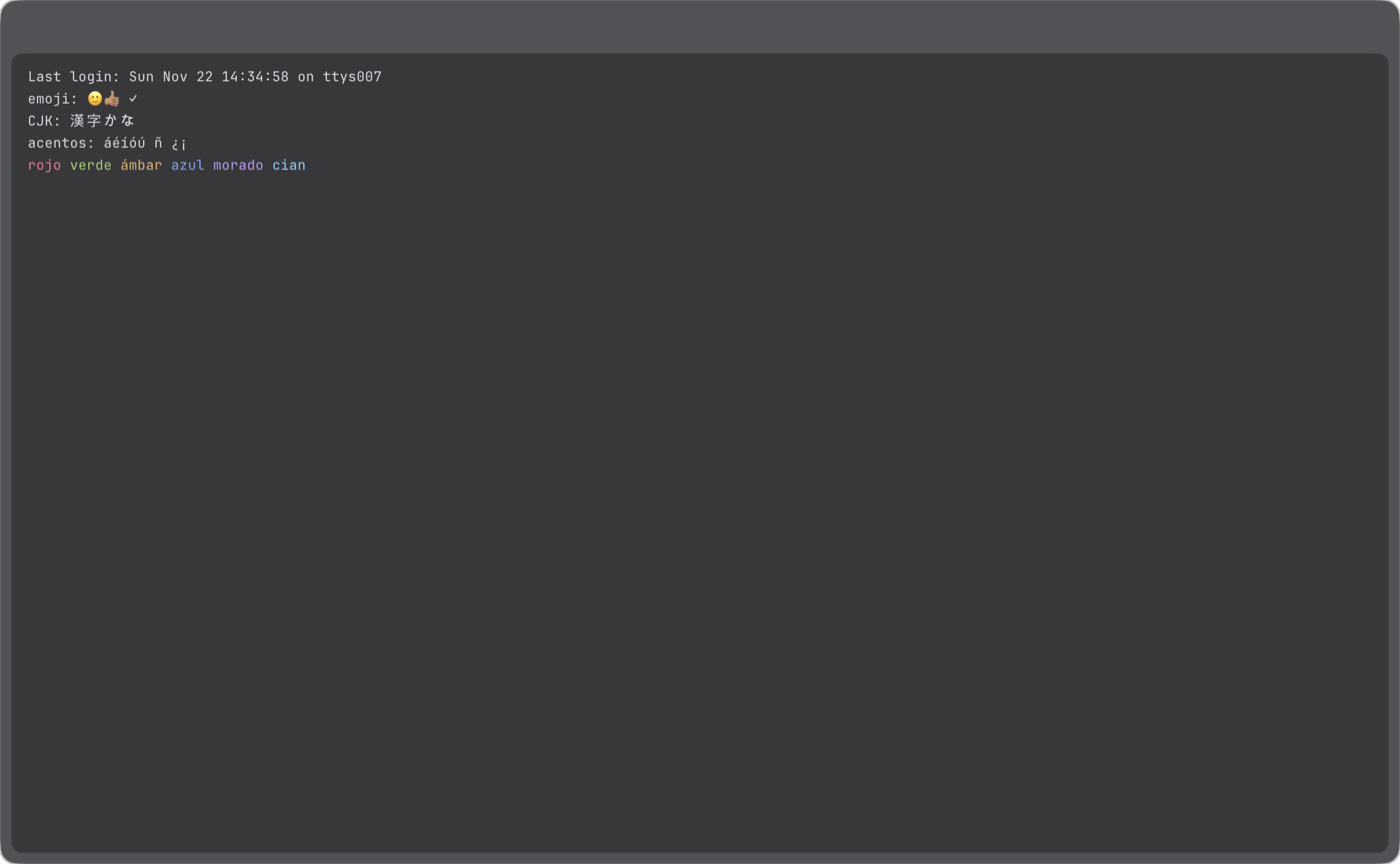 Last login: Sun Nov 22 14:34:58 on ttys007
emoji: 🙂👍🏽 ✓
CJK: 漢字かな
acentos: áéíóú ñ ¿¡
rojo verde ámbar azul morado cian